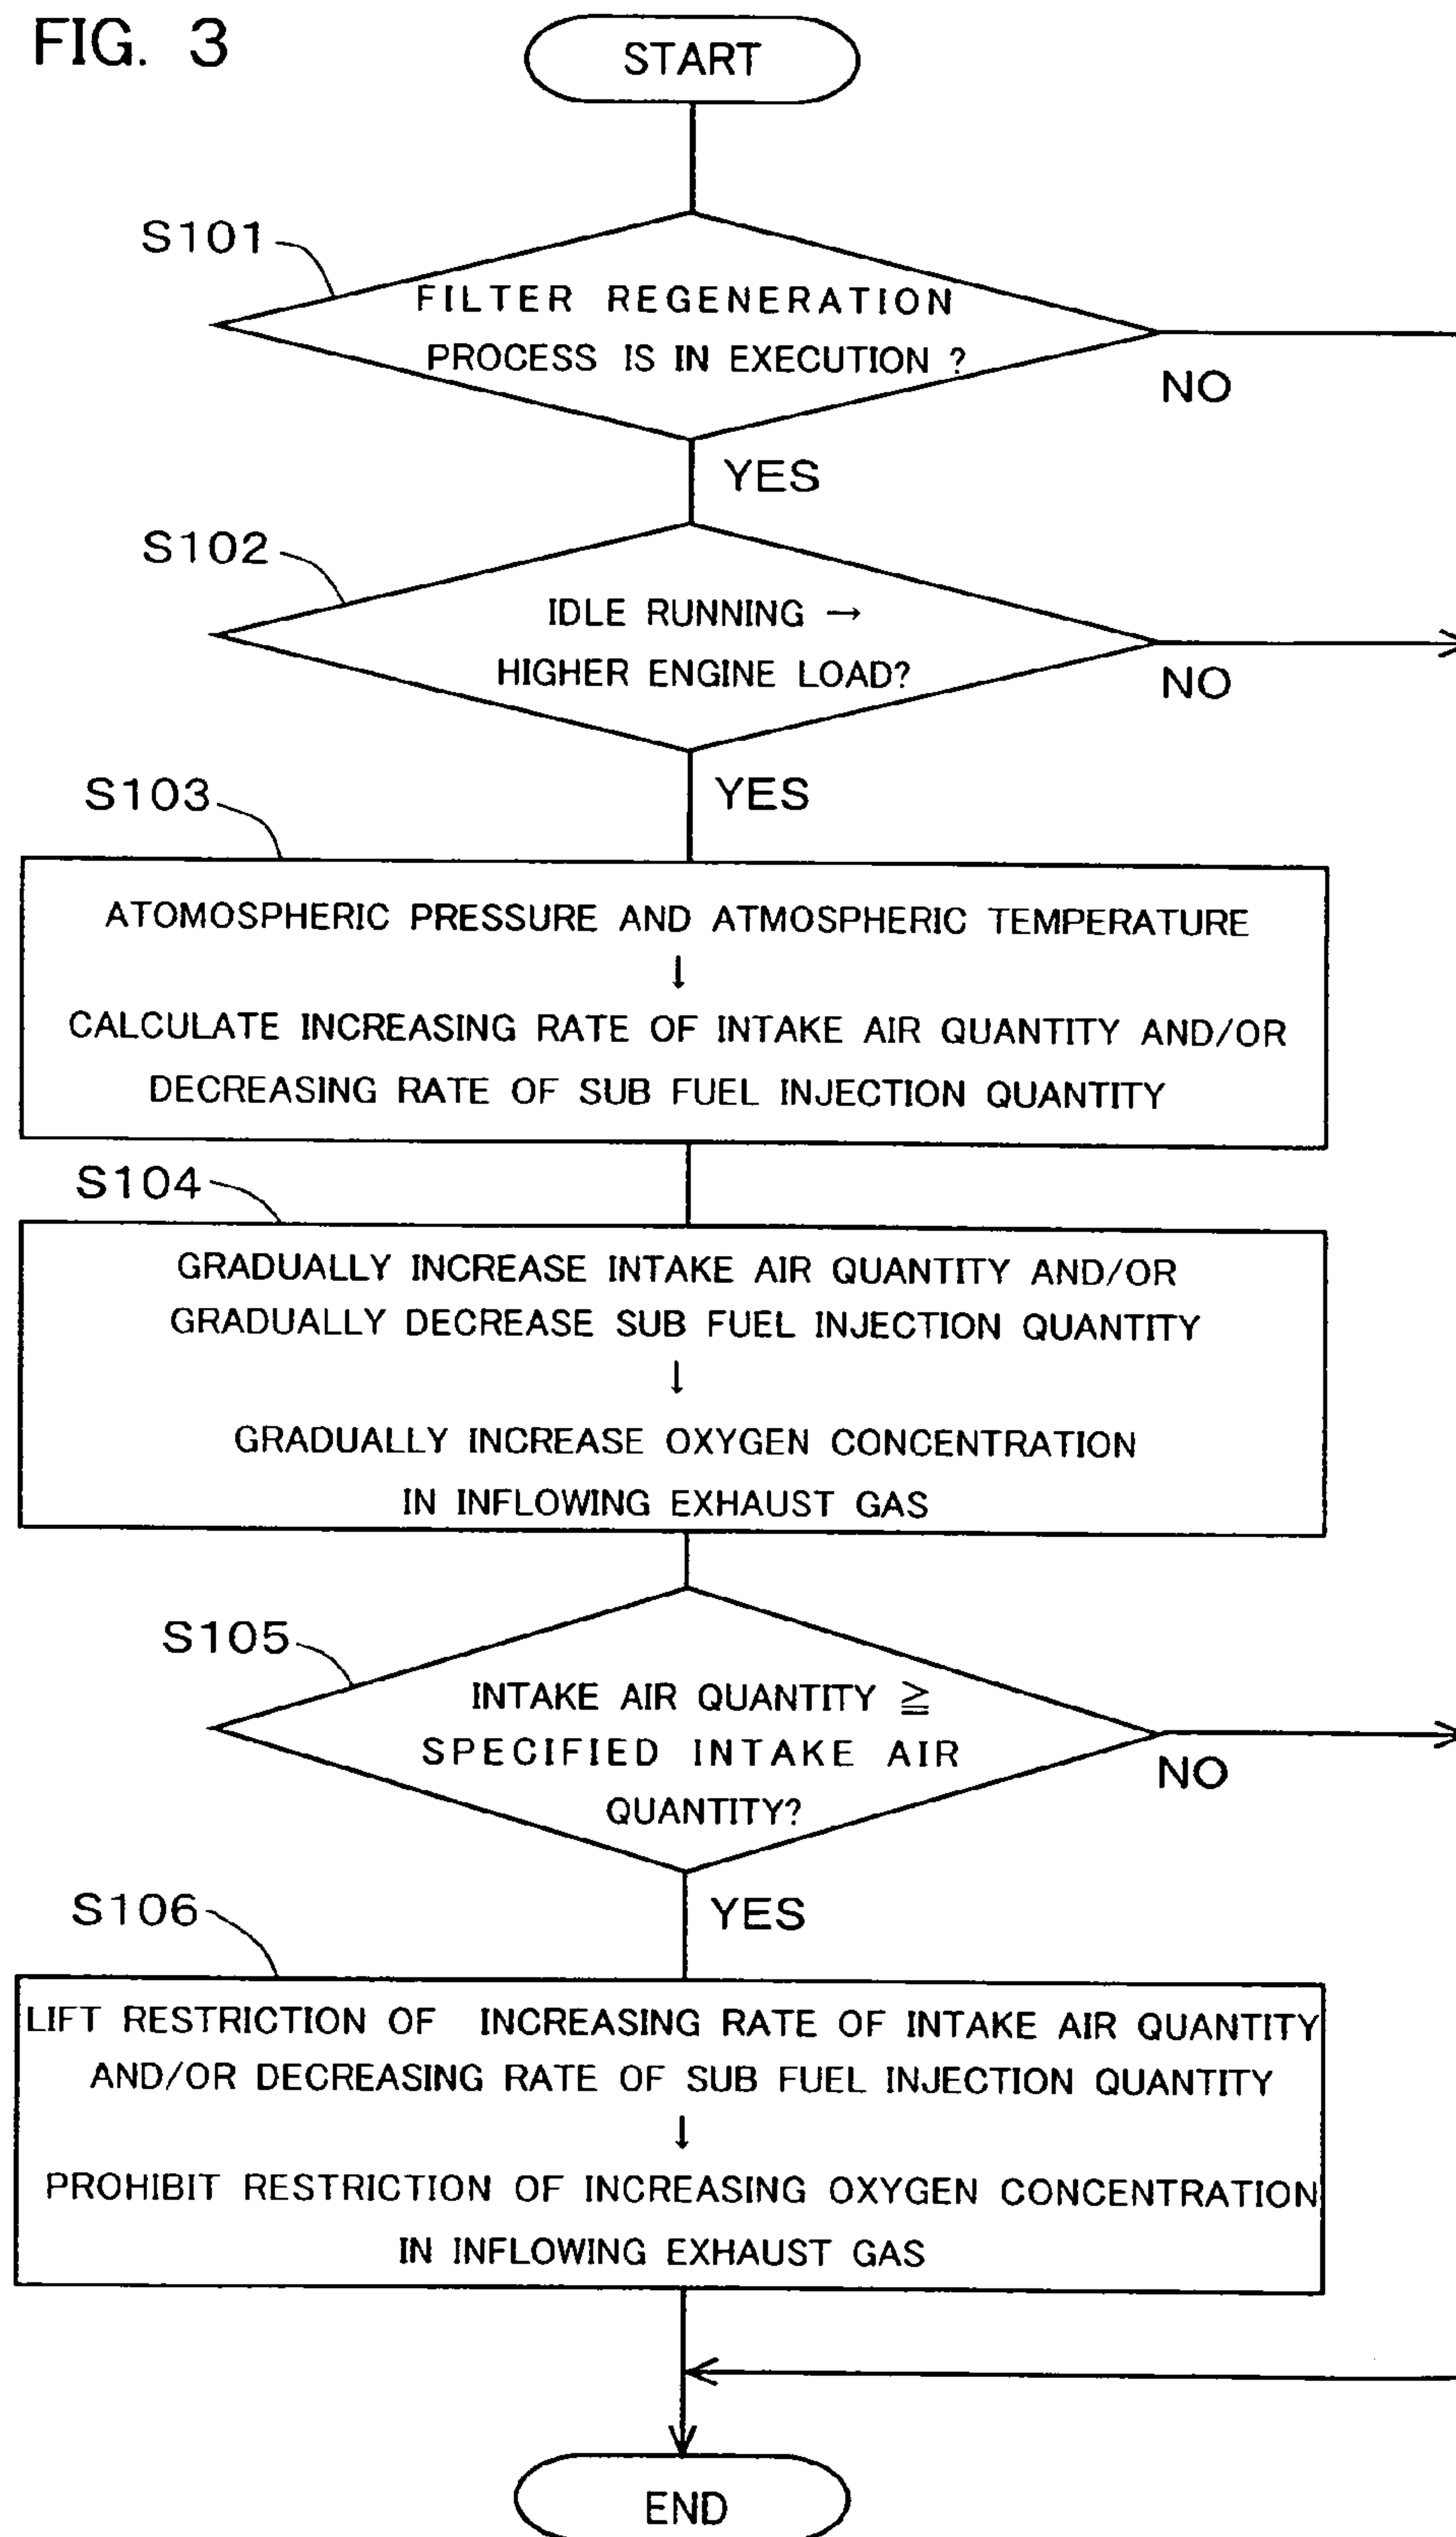 FIG. 3
START
S101
FILTER REGENERATION
PROCESS IS IN EXECUTION ?
NO
YES
S102
IDLE RUNNING →
HIGHER ENGINE LOAD?
NO
YES
S103
ATOMOSPHERIC PRESSURE AND ATMOSPHERIC TEMPERATURE
↓
CALCULATE INCREASING RATE OF INTAKE AIR QUANTITY AND/OR
DECREASING RATE OF SUB FUEL INJECTION QUANTITY
S104
GRADUALLY INCREASE INTAKE AIR QUANTITY AND/OR
GRADUALLY DECREASE SUB FUEL INJECTION QUANTITY
↓
GRADUALLY INCREASE OXYGEN CONCENTRATION
IN INFLOWING EXHAUST GAS
S105
INTAKE AIR QUANTITY ≧
SPECIFIED INTAKE AIR
QUANTITY?
NO
YES
S106
LIFT RESTRICTION OF INCREASING RATE OF INTAKE AIR QUANTITY
AND/OR DECREASING RATE OF SUB FUEL INJECTION QUANTITY
↓
PROHIBIT RESTRICTION OF INCREASING OXYGEN CONCENTRATION
IN INFLOWING EXHAUST GAS
END